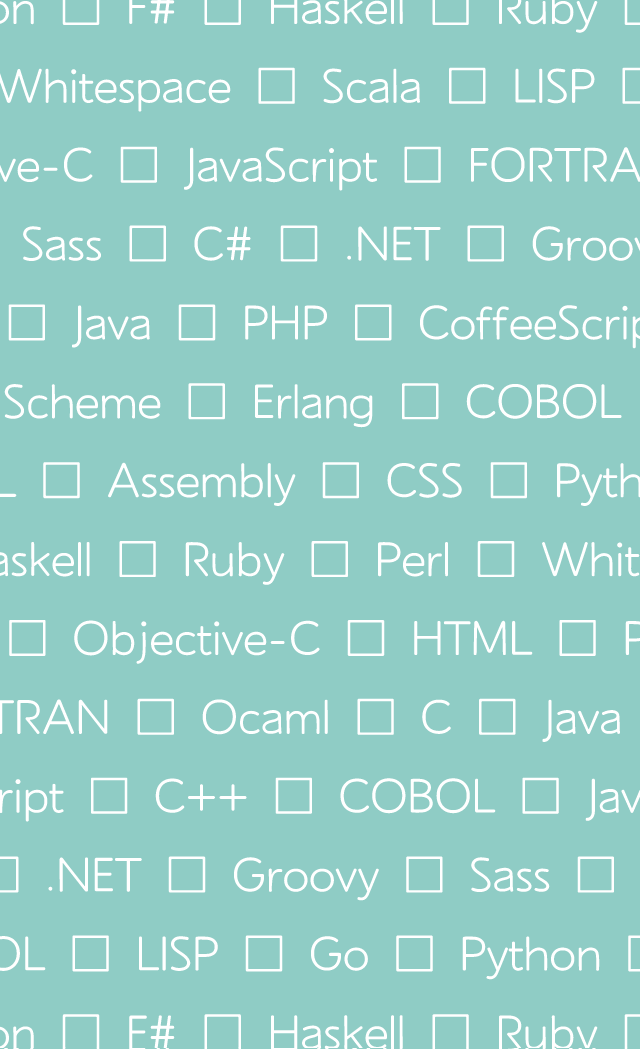 on □ F# □ Haskell □ Ruby □
Whitespace □ Scala □ LISP □
ve-C □ JavaScript □ FORTRA
Sass □ C# □ .NET □ Groov
□ Java □ PHP □ CoffeeScrip
Scheme □ Erlang □ COBOL
L □ Assembly □ CSS □ Pyth
askell □ Ruby □ Perl □ Whit
□ Objective-C □ HTML □ P
TRAN □ Ocaml □ C □ Java
ript □ C++ □ COBOL □ Jav
□ .NET □ Groovy □ Sass □
OL □ LISP □ Go □ Python □
on □ F# □ Haskell □ Ruby □